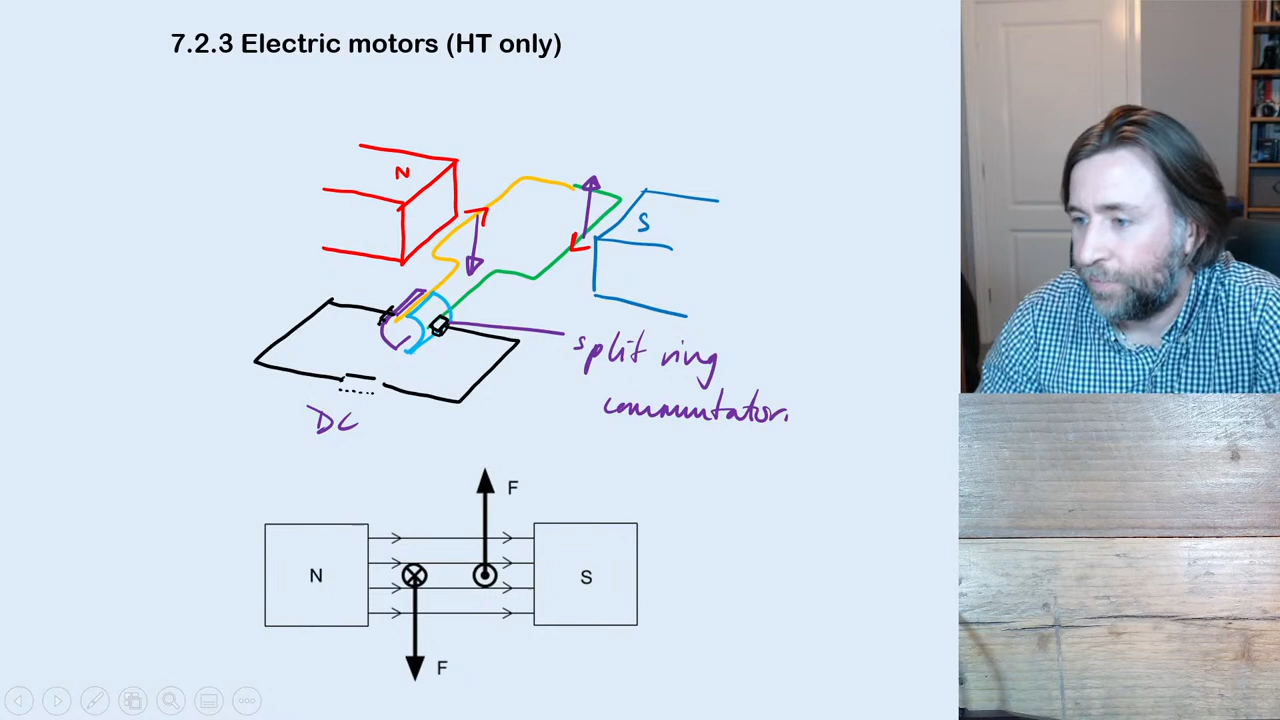 7.2.3 Electric motors (HT only)
N
S
split ring
commutator.
DC
F
N
S
F